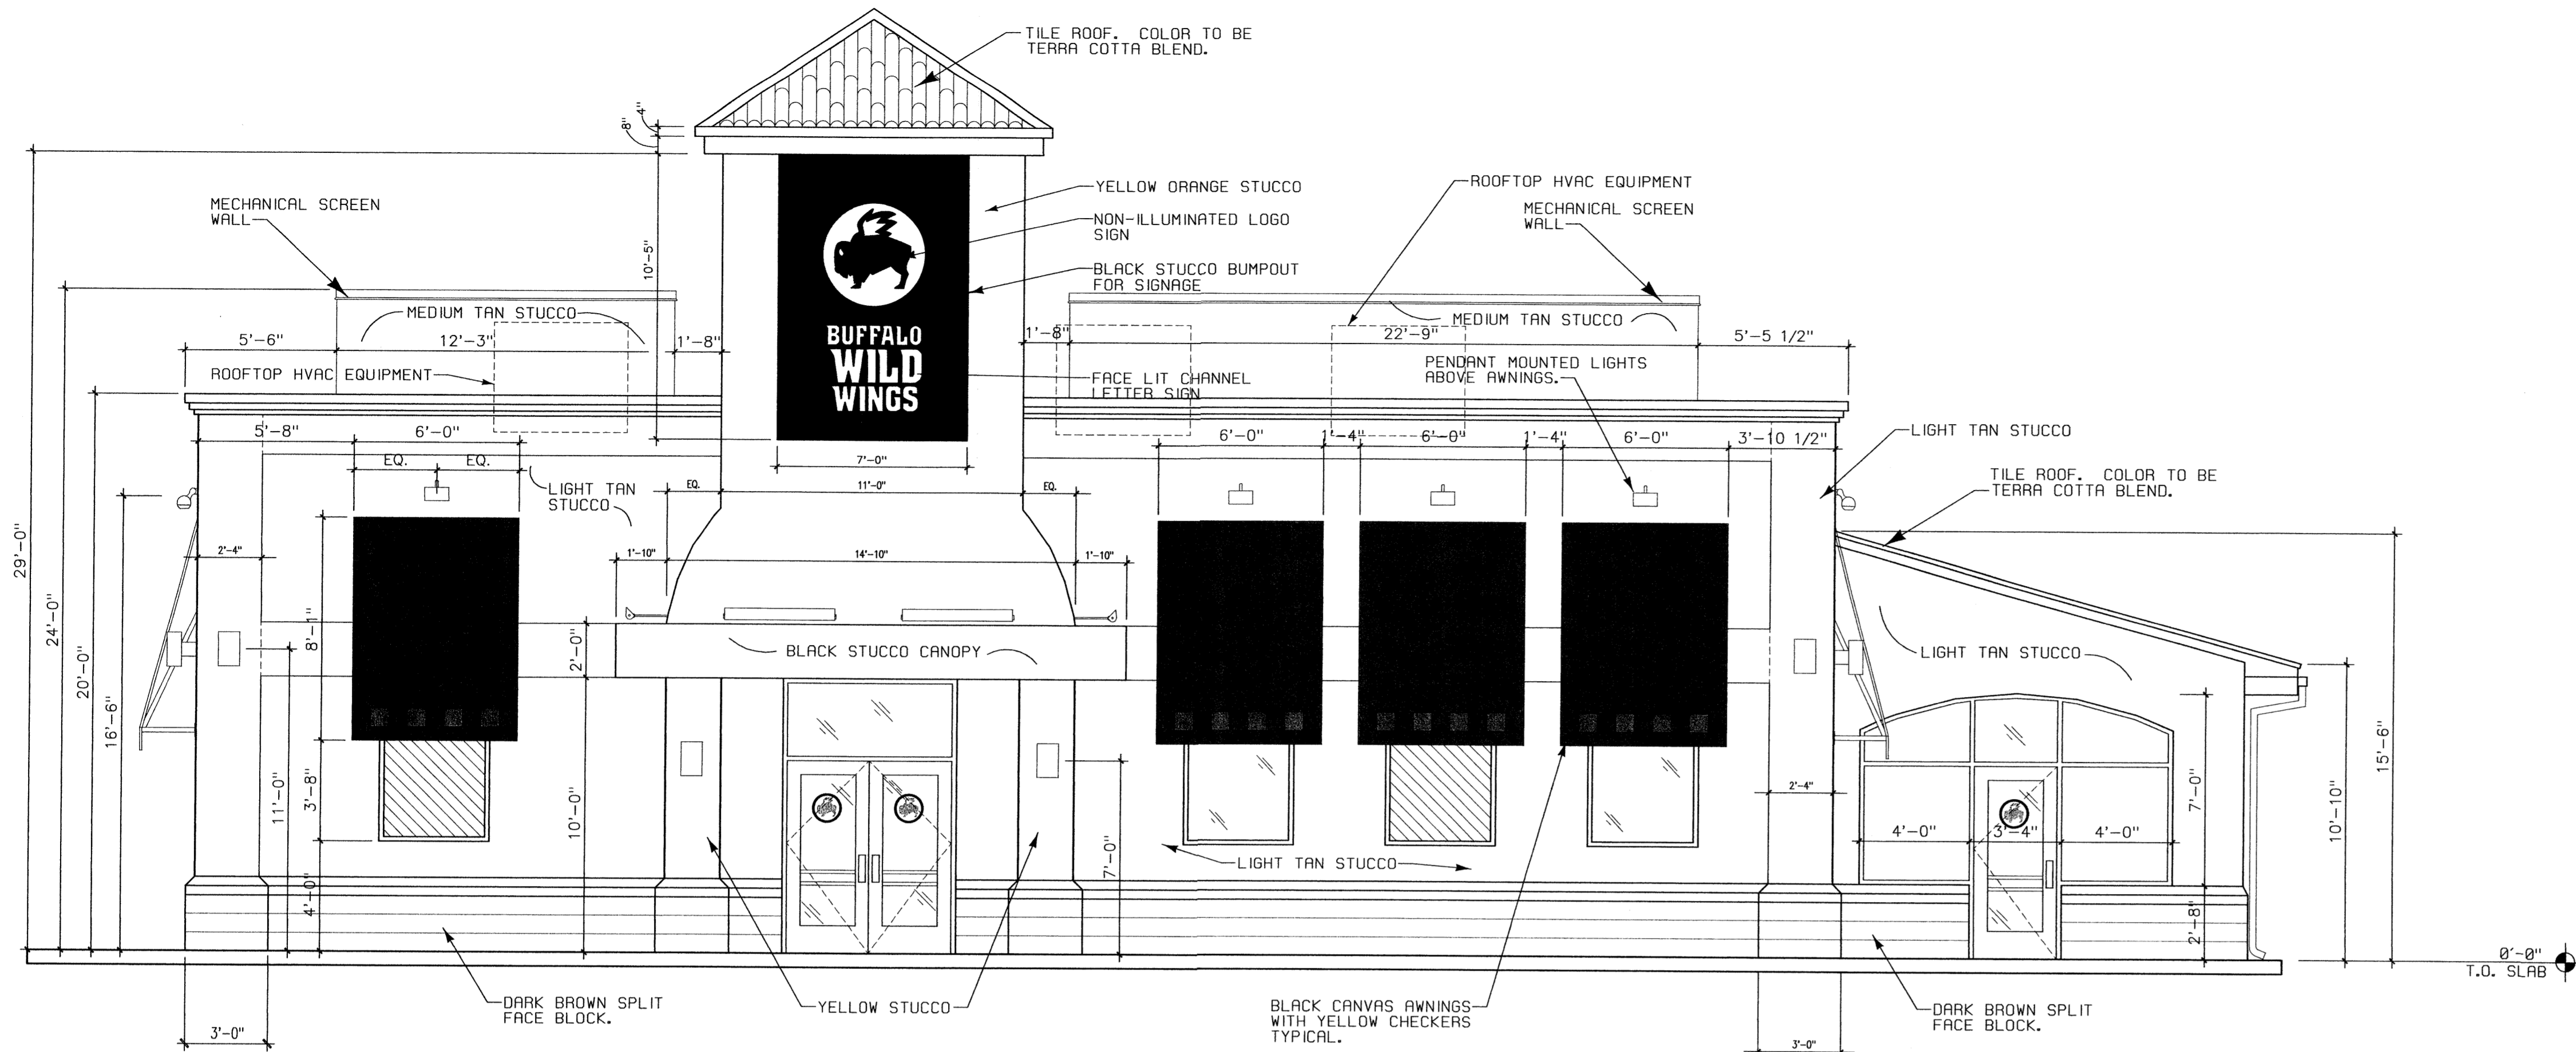 TILE ROOF. COLOR TO BE
TERRA COTTA BLEND.
4"
8"
YELLOW ORANGE STUCCO
ROOFTOP HVAC EQUIPMENT
MECHANICAL SCREEN
WALL
NON-ILLUMINATED LOGO
SIGN
MECHANICAL SCREEN
WALL
10'-5"
BLACK STUCCO BUMPOUT
FOR SIGNAGE
MEDIUM TAN STUCCO
MEDIUM TAN STUCCO
5'-6"
12'-3"
1'-8"
BUFFALO
WILD
WINGS
1'-8"
22'-9"
5'-5 1/2"
ROOFTOP HVAC EQUIPMENT
FACE LIT CHANNEL
LETTER SIGN
PENDANT MOUNTED LIGHTS
ABOVE AWNINGS.
5'-8"
6'-0"
6'-0"
1'-4"
6'-0"
1'-4"
6'-0"
3'-10 1/2"
LIGHT TAN STUCCO
EQ.
EQ.
7'-0"
LIGHT TAN
STUCCO
EQ.
11'-0"
EQ.
TILE ROOF. COLOR TO BE
TERRA COTTA BLEND.
29'-0"
24'-0"
20'-0"
16'-6"
2'-4"
8'-1"
1'-10"
14'-10"
1'-10"
2'-0"
BLACK STUCCO CANOPY
LIGHT TAN STUCCO
15'-6"
10'-10"
11'-0"
3'-8"
10'-0"
7'-0"
2'-4"
7'-0"
4'-0"
3'-4"
4'-0"
LIGHT TAN STUCCO
4'-0"
2'-8"
0'-0"
T.O. SLAB
DARK BROWN SPLIT
FACE BLOCK.
YELLOW STUCCO
BLACK CANVAS AWNINGS
WITH YELLOW CHECKERS
TYPICAL.
DARK BROWN SPLIT
FACE BLOCK.
3'-0"
3'-0"